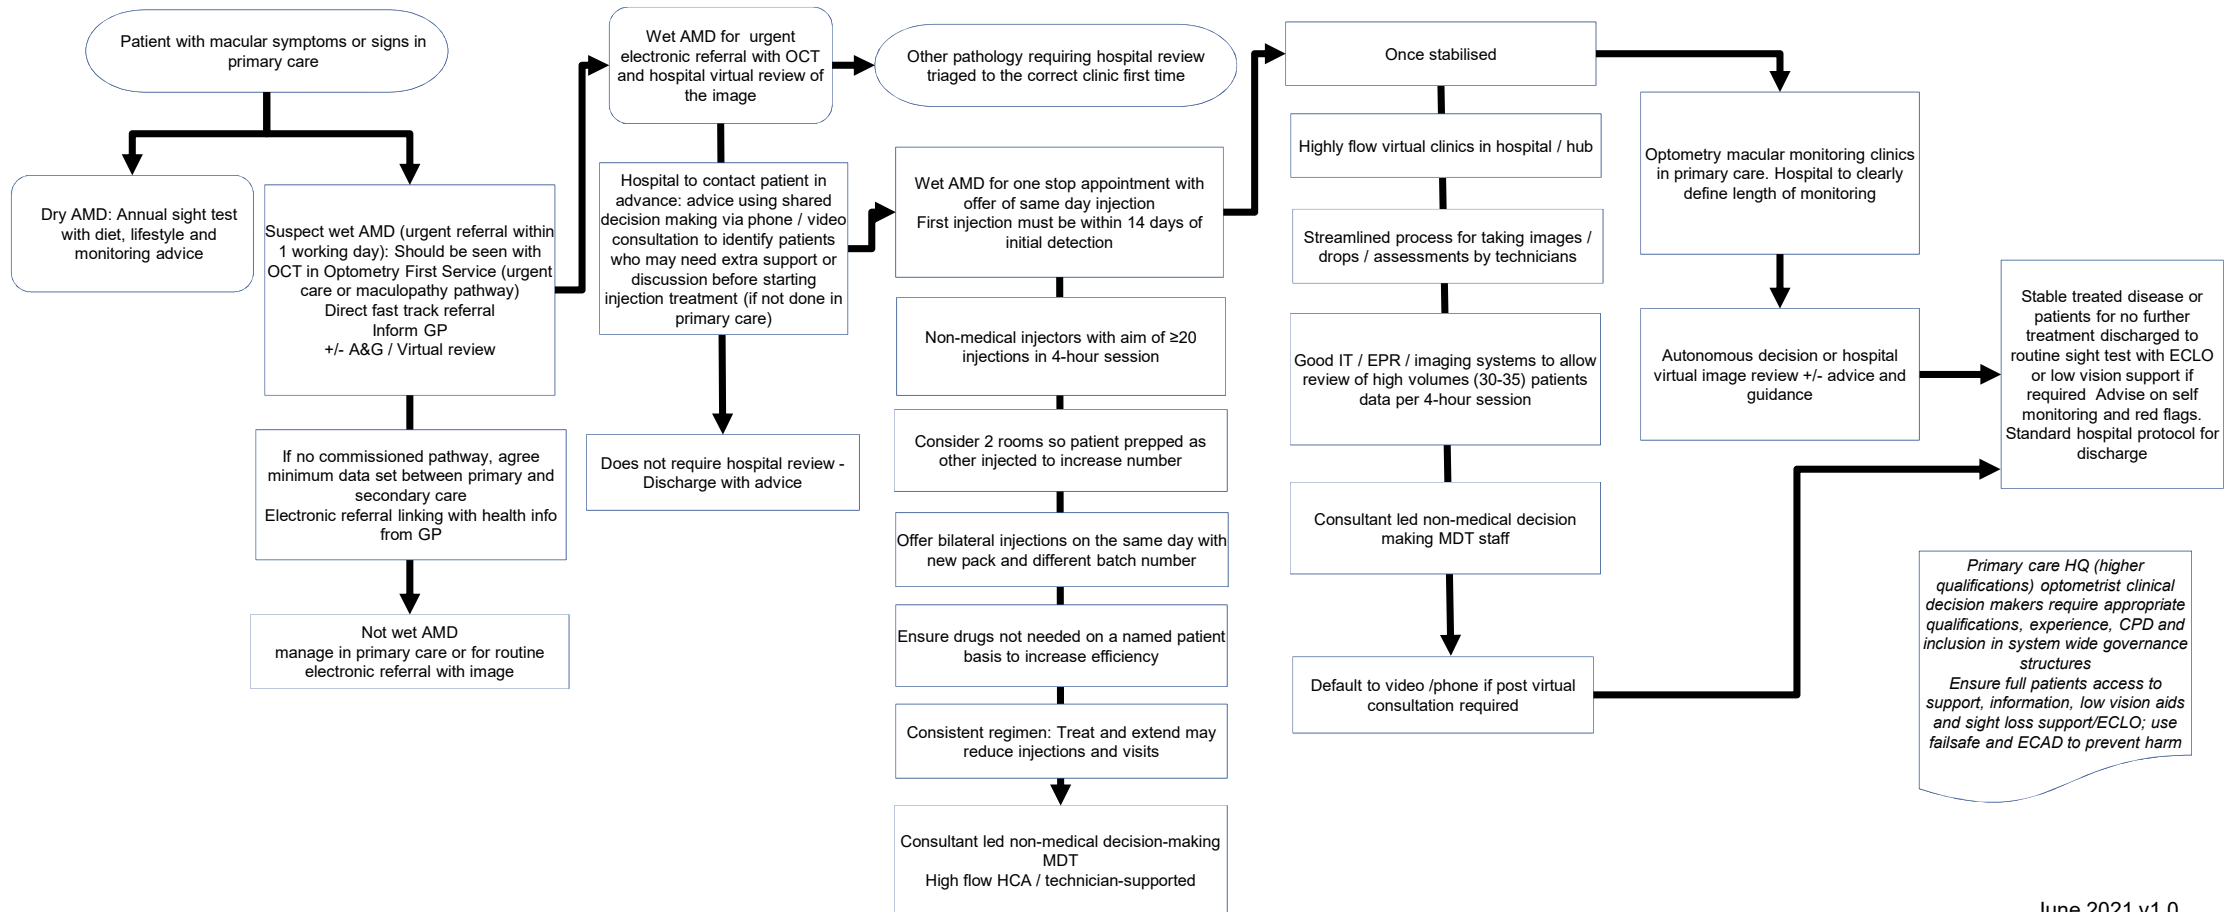 Patient with macular symptoms or signs in
primary care
Dry AMD: Annual sight test
with diet, lifestyle and
monitoring advice
Suspect wet AMD (urgent referral within
1 working day): Should be seen with
OCT in Optometry First Service (urgent
care or maculopathy pathway)
Direct fast track referral
Inform GP
+/- A&G / Virtual review
If no commissioned pathway, agree
minimum data set between primary and
secondary care
Electronic referral linking with health info
from GP
Not wet AMD
manage in primary care or for routine
electronic referral with image
Wet AMD for urgent
electronic referral with OCT
and hospital virtual review of
the image
Other pathology requiring hospital review
triaged to the correct clinic first time
Hospital to contact patient in
advance: advice using shared
decision making via phone / video
consultation to identify patients
who may need extra support or
discussion before starting
injection treatment (if not done in
primary care)
Does not require hospital review -
Discharge with advice
Wet AMD for one stop appointment with
offer of same day injection
First injection must be within 14 days of
initial detection
Non-medical injectors with aim of ≥20
injections in 4-hour session
Consider 2 rooms so patient prepped as
other injected to increase number
Offer bilateral injections on the same day with
new pack and different batch number
Ensure drugs not needed on a named patient
basis to increase efficiency
Consistent regimen: Treat and extend may
reduce injections and visits
Consultant led non-medical decision-making
MDT
High flow HCA / technician-supported
Once stabilised
Highly flow virtual clinics in hospital / hub
Streamlined process for taking images /
drops / assessments by technicians
Good IT / EPR / imaging systems to allow
review of high volumes (30-35) patients
data per 4-hour session
Consultant led non-medical decision
making MDT staff
Default to video /phone if post virtual
consultation required
Optometry macular monitoring clinics
in primary care. Hospital to clearly
define length of monitoring
Autonomous decision or hospital
virtual image review +/- advice and
guidance
Stable treated disease or
patients for no further
treatment discharged to
routine sight test with ECLO
or low vision support if
required Advise on self
monitoring and red flags.
Standard hospital protocol for
discharge
Primary care HQ (higher
qualifications) optometrist clinical
decision makers require appropriate
qualifications, experience, CPD and
inclusion in system wide governance
structures
Ensure full patients access to
support, information, low vision aids
and sight loss support/ECLO; use
failsafe and ECAD to prevent harm
June 2021 v1.0